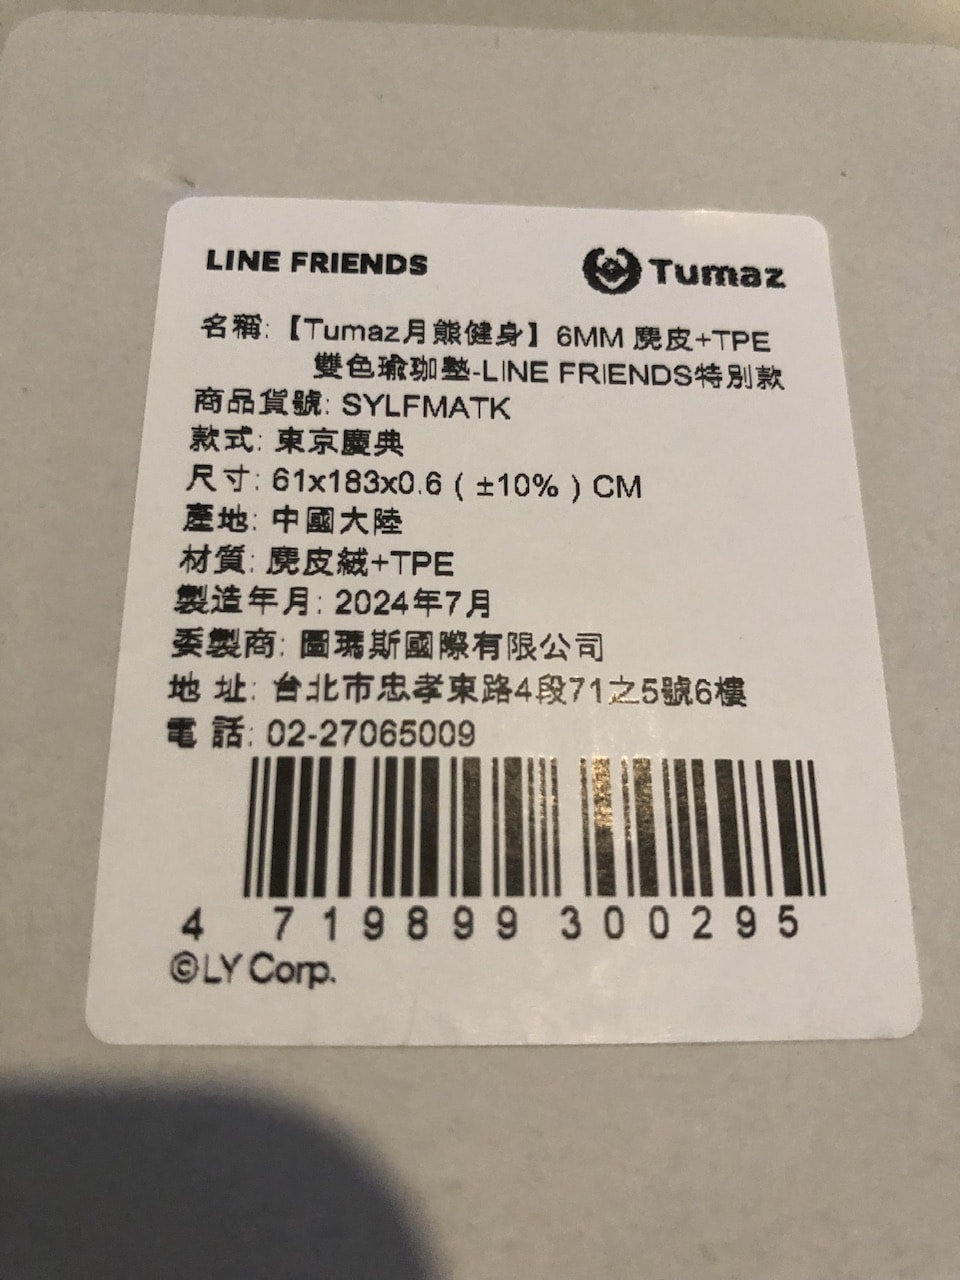 LINE FRIENDS
Tumaz
名稱:【Tumaz月熊健身】6MM 麂皮+TPE
雙色瑜珈墊-LINE FRIENDS特別款
商品貨號: SYLFMATK
款式: 東京慶典
尺寸: 61x183x0.6 ( ±10% ) CM
產地: 中國大陸
材質: 麂皮絨+TPE
製造年月: 2024年7月
委製商: 圖瑪斯國際有限公司
地 址: 台北市忠孝東路4段71之5號6樓
電 話: 02-27065009
4 719899 300295
©LY Corp.